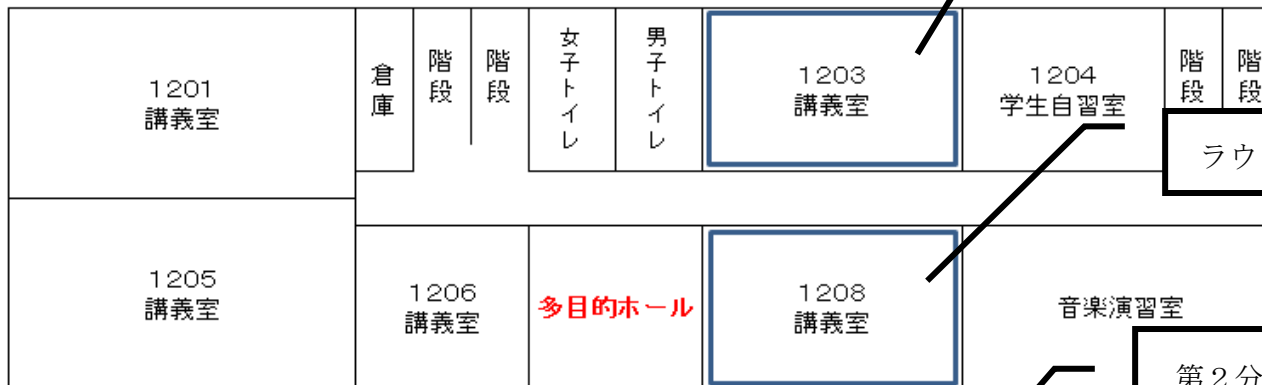 1201
講義室
倉庫
階段
階段
女子トイレ
男子トイレ
1203
講義室
1204
学生自習室
階段
階段
ラウ
1205
講義室
1206
講義室
多目的ホール
1208
講義室
音楽演習室
第2分